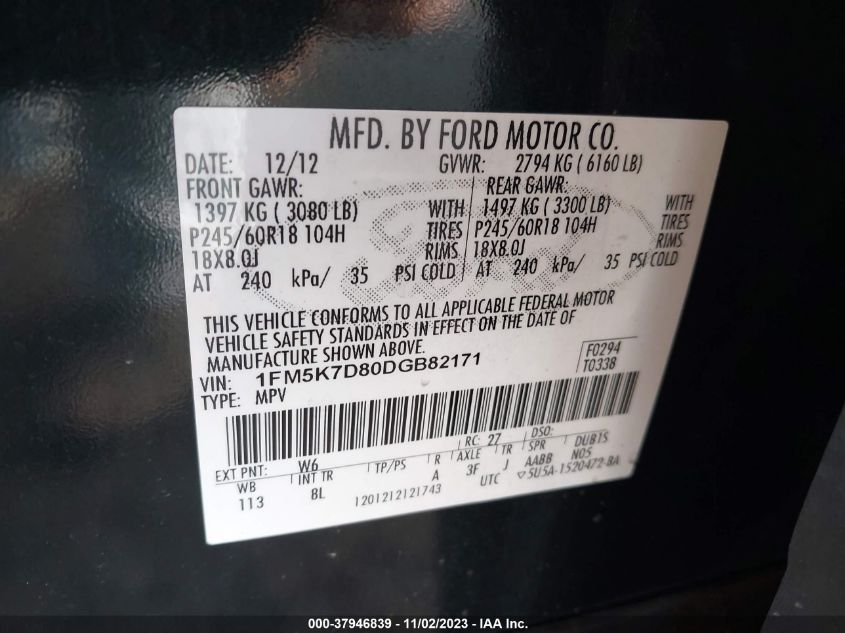 MFD. BY FORD MOTOR CO.
DATE: 12/12 GVWR: 2794 KG ( 6160 LB)
FRONT GAWR: REAR GAWR:
1397 KG ( 3080 LB) WITH 1497 KG ( 3300 LB) WITH
P245/60R18 104H TIRES P245/60R18 104H TIRES
18X8.0J RIMS 18X8.0J RIMS
AT 240 kPa/ 35 PSI COLD AT 240 kPa/ 35 PSI COLD
THIS VEHICLE CONFORMS TO ALL APPLICABLE FEDERAL MOTOR
VEHICLE SAFETY STANDARDS IN EFFECT ON THE DATE OF
MANUFACTURE SHOWN ABOVE.
VIN: 1FM5K7D80DGB82171 F0294
TYPE: MPV T0338
EXT PNT: W6 RC: 27 DSO:
WB INT TR TP/PS R AXLE TR SPR DUB1S
113 8L A 3F J AABB N05
1201212121743 UTC ▽5U5A-1520472-BA
000-37946839 - 11/02/2023 - IAA Inc.